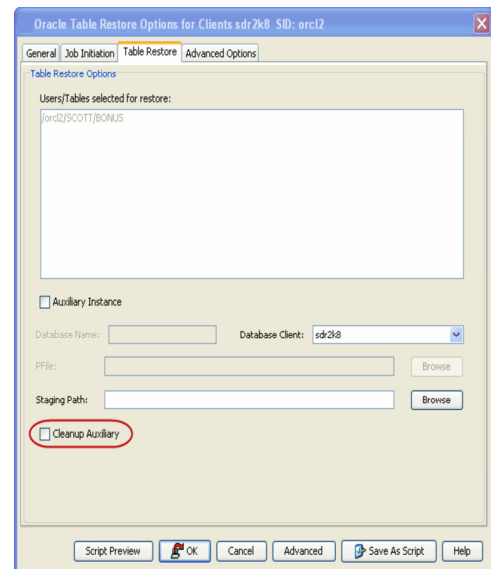 Oracle Table Restore Options for Clients sdr2k8 SID: orcl2
General Job Initiation Table Restore Advanced Options
Table Restore Options
Users/Tables selected for restore:
/orcl2/SCOTT/BONUS
Auxiliary Instance
Database Name: Database Client: sdr2k8
PFile: Browse
Staging Path: Browse
Cleanup Auxiliary
Script Preview OK Cancel Advanced Save As Script Help